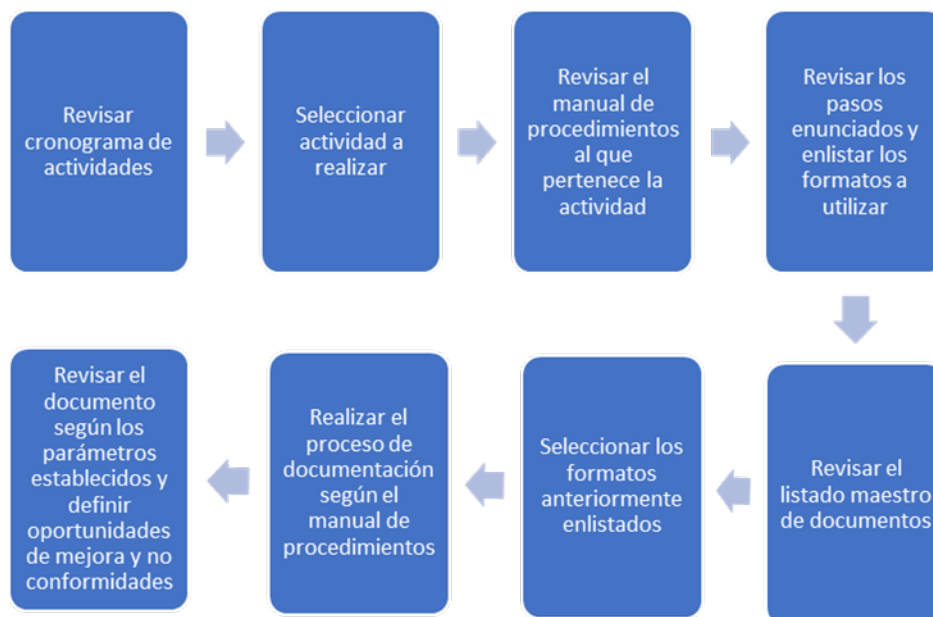 Revisar
cronograma de
actividades
Seleccionar
actividad a
realizar
Revisar el
manual de
procedimientos
al que
pertenece la
actividad
Revisar los
pasos
enunciados y
enlistar los
formatos a
utilizar
Revisar el
listado maestro
de documentos
Seleccionar los
formatos
anteriormente
enlistados
Realizar el
proceso de
documentación
según el
manual de
procedimientos
Revisar el
documento
según los
parámetros
establecidos y
definir
oportunidades
de mejora y no
conformidades